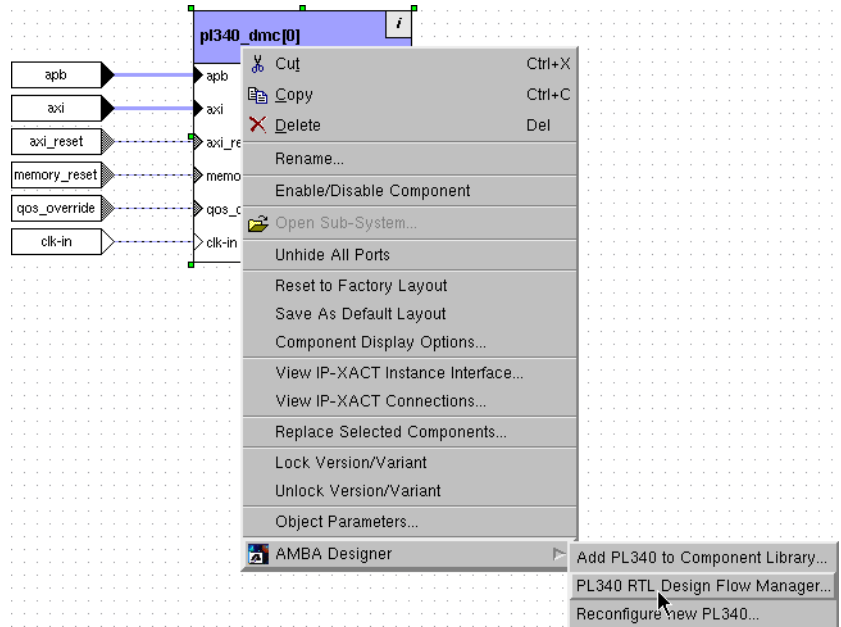 i
pl340_dmc[0]
apb
apb
axi
axi
axi_reset
axi_re
memory_reset
memo
qos_override
qos_c
clk-in
clk-in
Cut Ctrl+X
Copy Ctrl+C
Delete Del
Rename...
Enable/Disable Component
Open Sub-System...
Unhide All Ports
Reset to Factory Layout
Save As Default Layout
Component Display Options...
View IP-XACT Instance Interface...
View IP-XACT Connections...
Replace Selected Components...
Lock Version/Variant
Unlock Version/Variant
Object Parameters...
AMBA Designer
Add PL340 to Component Library...
PL340 RTL Design Flow Manager...
Reconfigure new PL340...